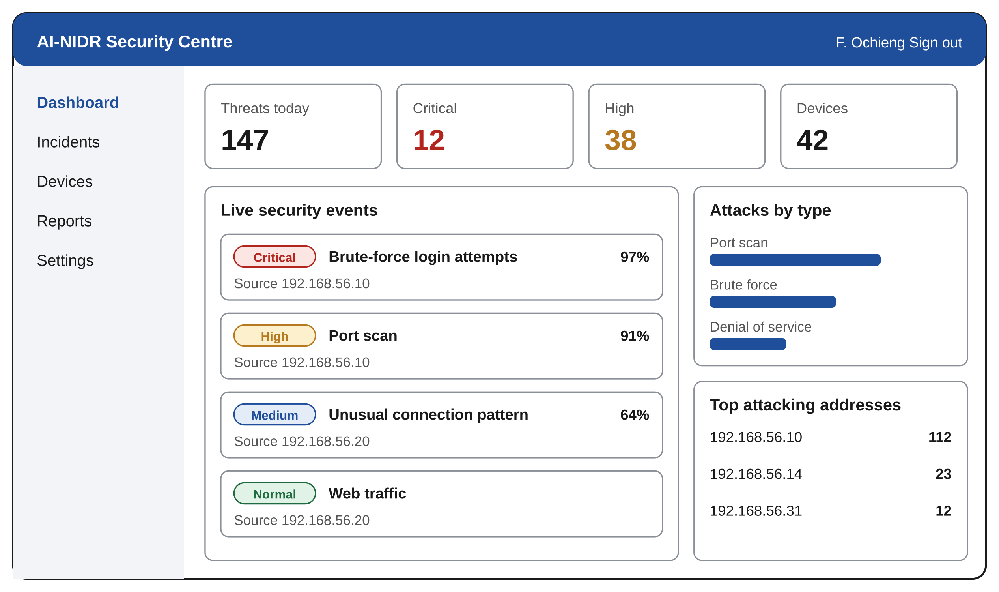 AI-NIDR Security Centre
F. Ochieng Sign out
Dashboard
Incidents
Devices
Reports
Settings
Threats today
147
Critical
12
High
38
Devices
42
Live security events
Critical Brute-force login attempts 97%
Source 192.168.56.10
High Port scan 91%
Source 192.168.56.10
Medium Unusual connection pattern 64%
Source 192.168.56.20
Normal Web traffic
Source 192.168.56.20
Attacks by type
Port scan
Brute force
Denial of service
Top attacking addresses
192.168.56.10 112
192.168.56.14 23
192.168.56.31 12